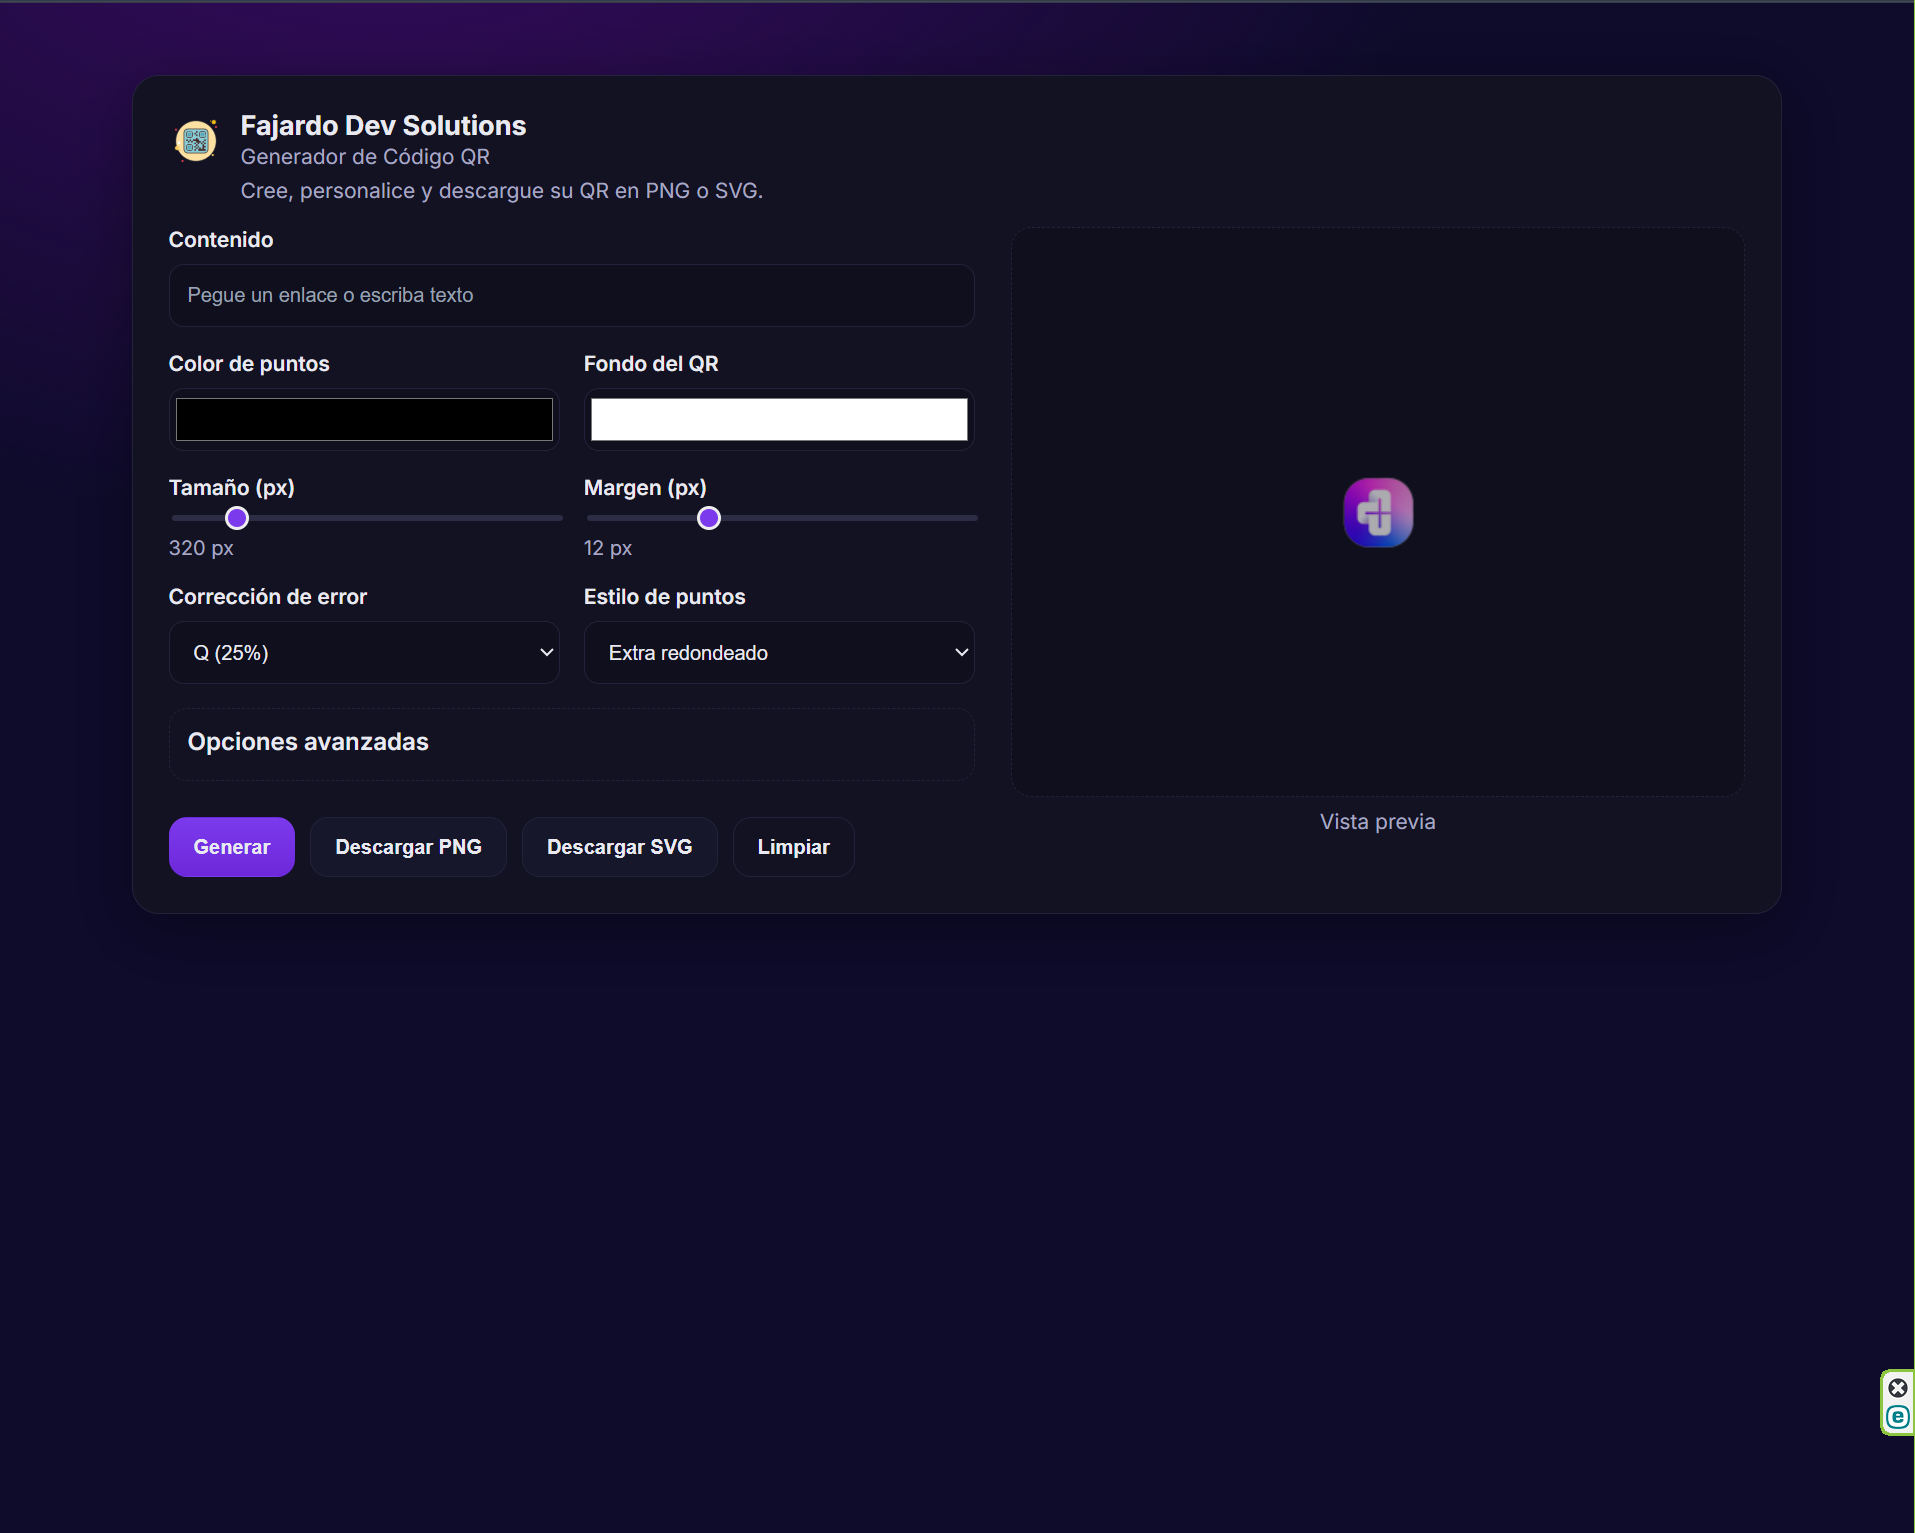 Fajardo Dev Solutions
Generador de Código QR
Cree, personalice y descargue su QR en PNG o SVG.
Contenido
Pegue un enlace o escriba texto
Color de puntos
Fondo del QR
Tamaño (px)
Margen (px)
320 px
12 px
Corrección de error
Estilo de puntos
Q (25%)
Extra redondeado
Opciones avanzadas
Generar
Descargar PNG
Descargar SVG
Limpiar
Vista previa
e